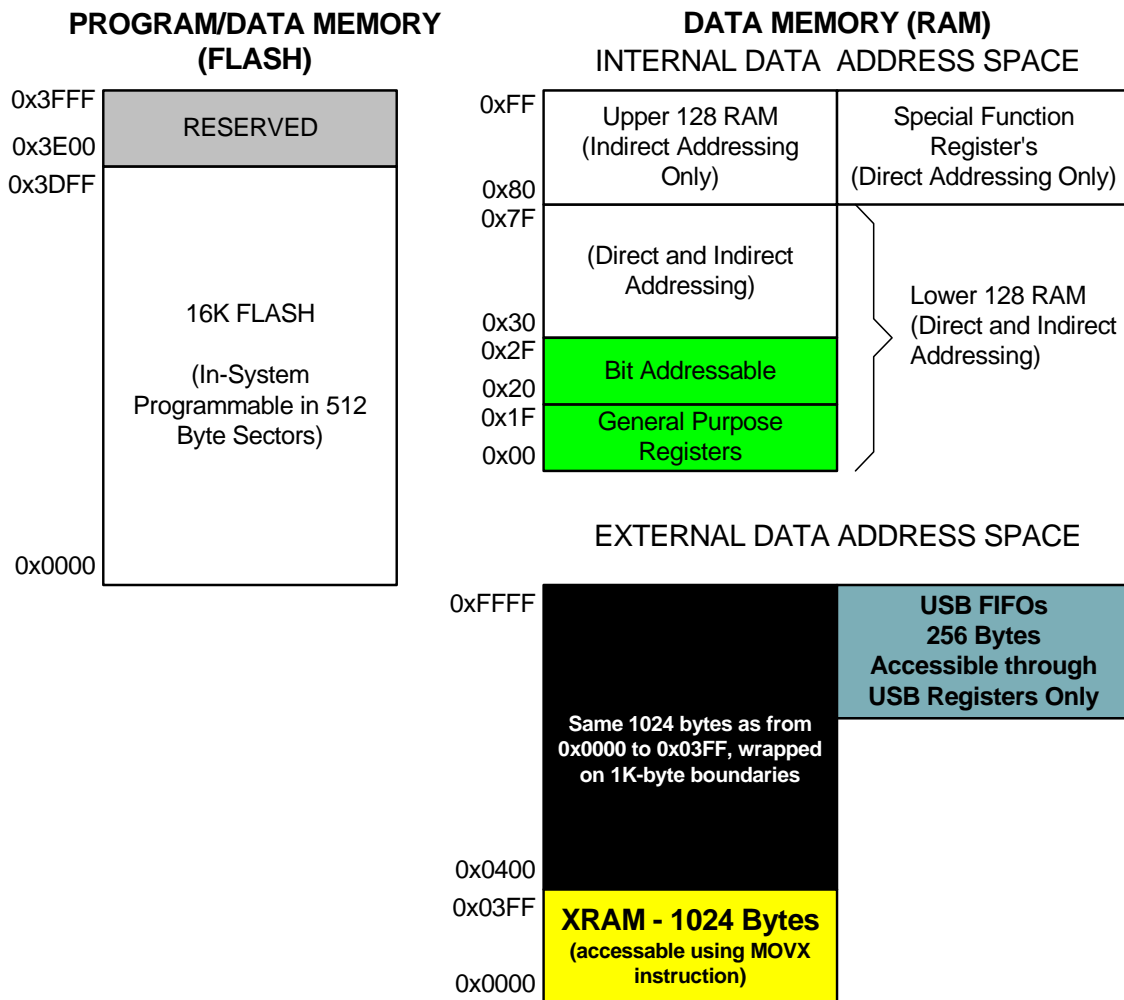 PROGRAM/DATA MEMORY
(FLASH)
0x3FFF
RESERVED
0x3E00
0x3DFF
16K FLASH
(In-System
Programmable in 512
Byte Sectors)
0x0000
DATA MEMORY (RAM)
INTERNAL DATA ADDRESS SPACE
0xFF
Upper 128 RAM
(Indirect Addressing
Only)
0x80
Special Function
Register's
(Direct Addressing Only)
0x7F
(Direct and Indirect
Addressing)
0x30
Lower 128 RAM
(Direct and Indirect
Addressing)
0x2F
Bit Addressable
0x20
0x1F
General Purpose
Registers
0x00
EXTERNAL DATA ADDRESS SPACE
0xFFFF
USB FIFOs
256 Bytes
Accessible through
USB Registers Only
Same 1024 bytes as from
0x0000 to 0x03FF, wrapped
on 1K-byte boundaries
0x0400
0x03FF
XRAM - 1024 Bytes
(accessable using MOVX
instruction)
0x0000